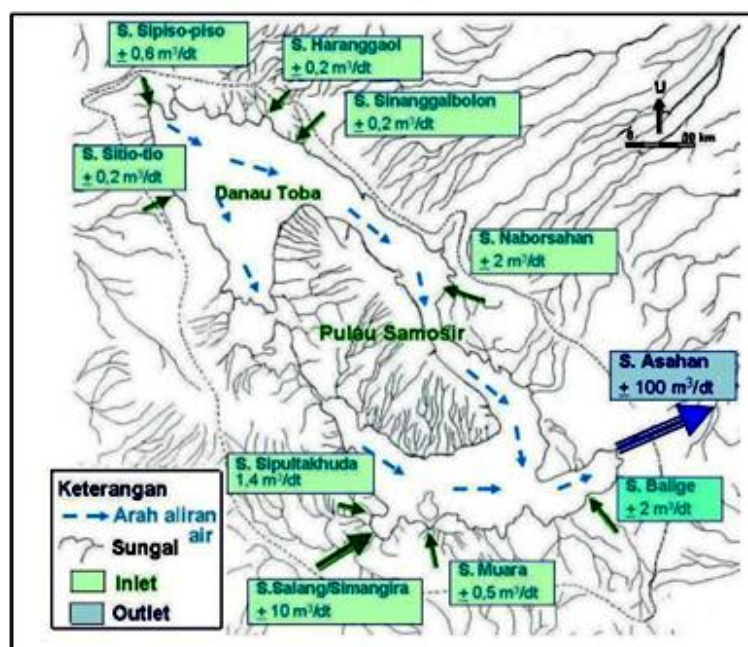 S. Sipiso-piso
± 0,6 m³/dt
S. Haranggaol
± 0,2 m³/dt
S. Sinanggalbolon
± 0,2 m³/dt
U
0
km
S. Sitio-tio
± 0,2 m³/dt
Danau Toba
S. Naborsahan
± 2 m³/dt
Pulau Samosir
S. Asahan
± 100 m³/dt
S. Sipultakhuda
1,4 m³/dt
S. Balige
± 2 m³/dt
S.Salang/Simangira
± 10 m³/dt
S. Muara
± 0,5 m³/dt
Keterangan
Arah aliran
air
Sungai
Inlet
Outlet